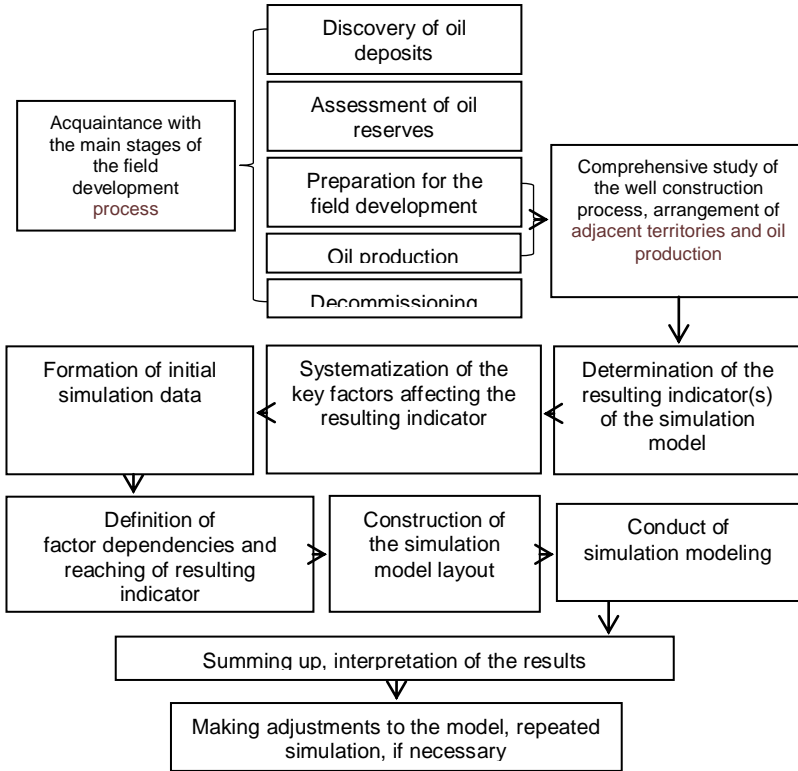 Discovery of oil
deposits
Assessment of oil
reserves
Acquaintance with
the main stages of
the field
development
process
Preparation for the
field development
Oil production
Decommissioning
Comprehensive study of
the well construction
process, arrangement of
adjacent territories and oil
production
Formation of initial
simulation data
Systematization of the
key factors affecting the
resulting indicator
Determination of the
resulting indicator(s)
of the simulation
model
Definition of
factor dependencies and
reaching of resulting
indicator
Construction of
the simulation
model layout
Conduct of
simulation modeling
Summing up, interpretation of the results
Making adjustments to the model, repeated
simulation, if necessary